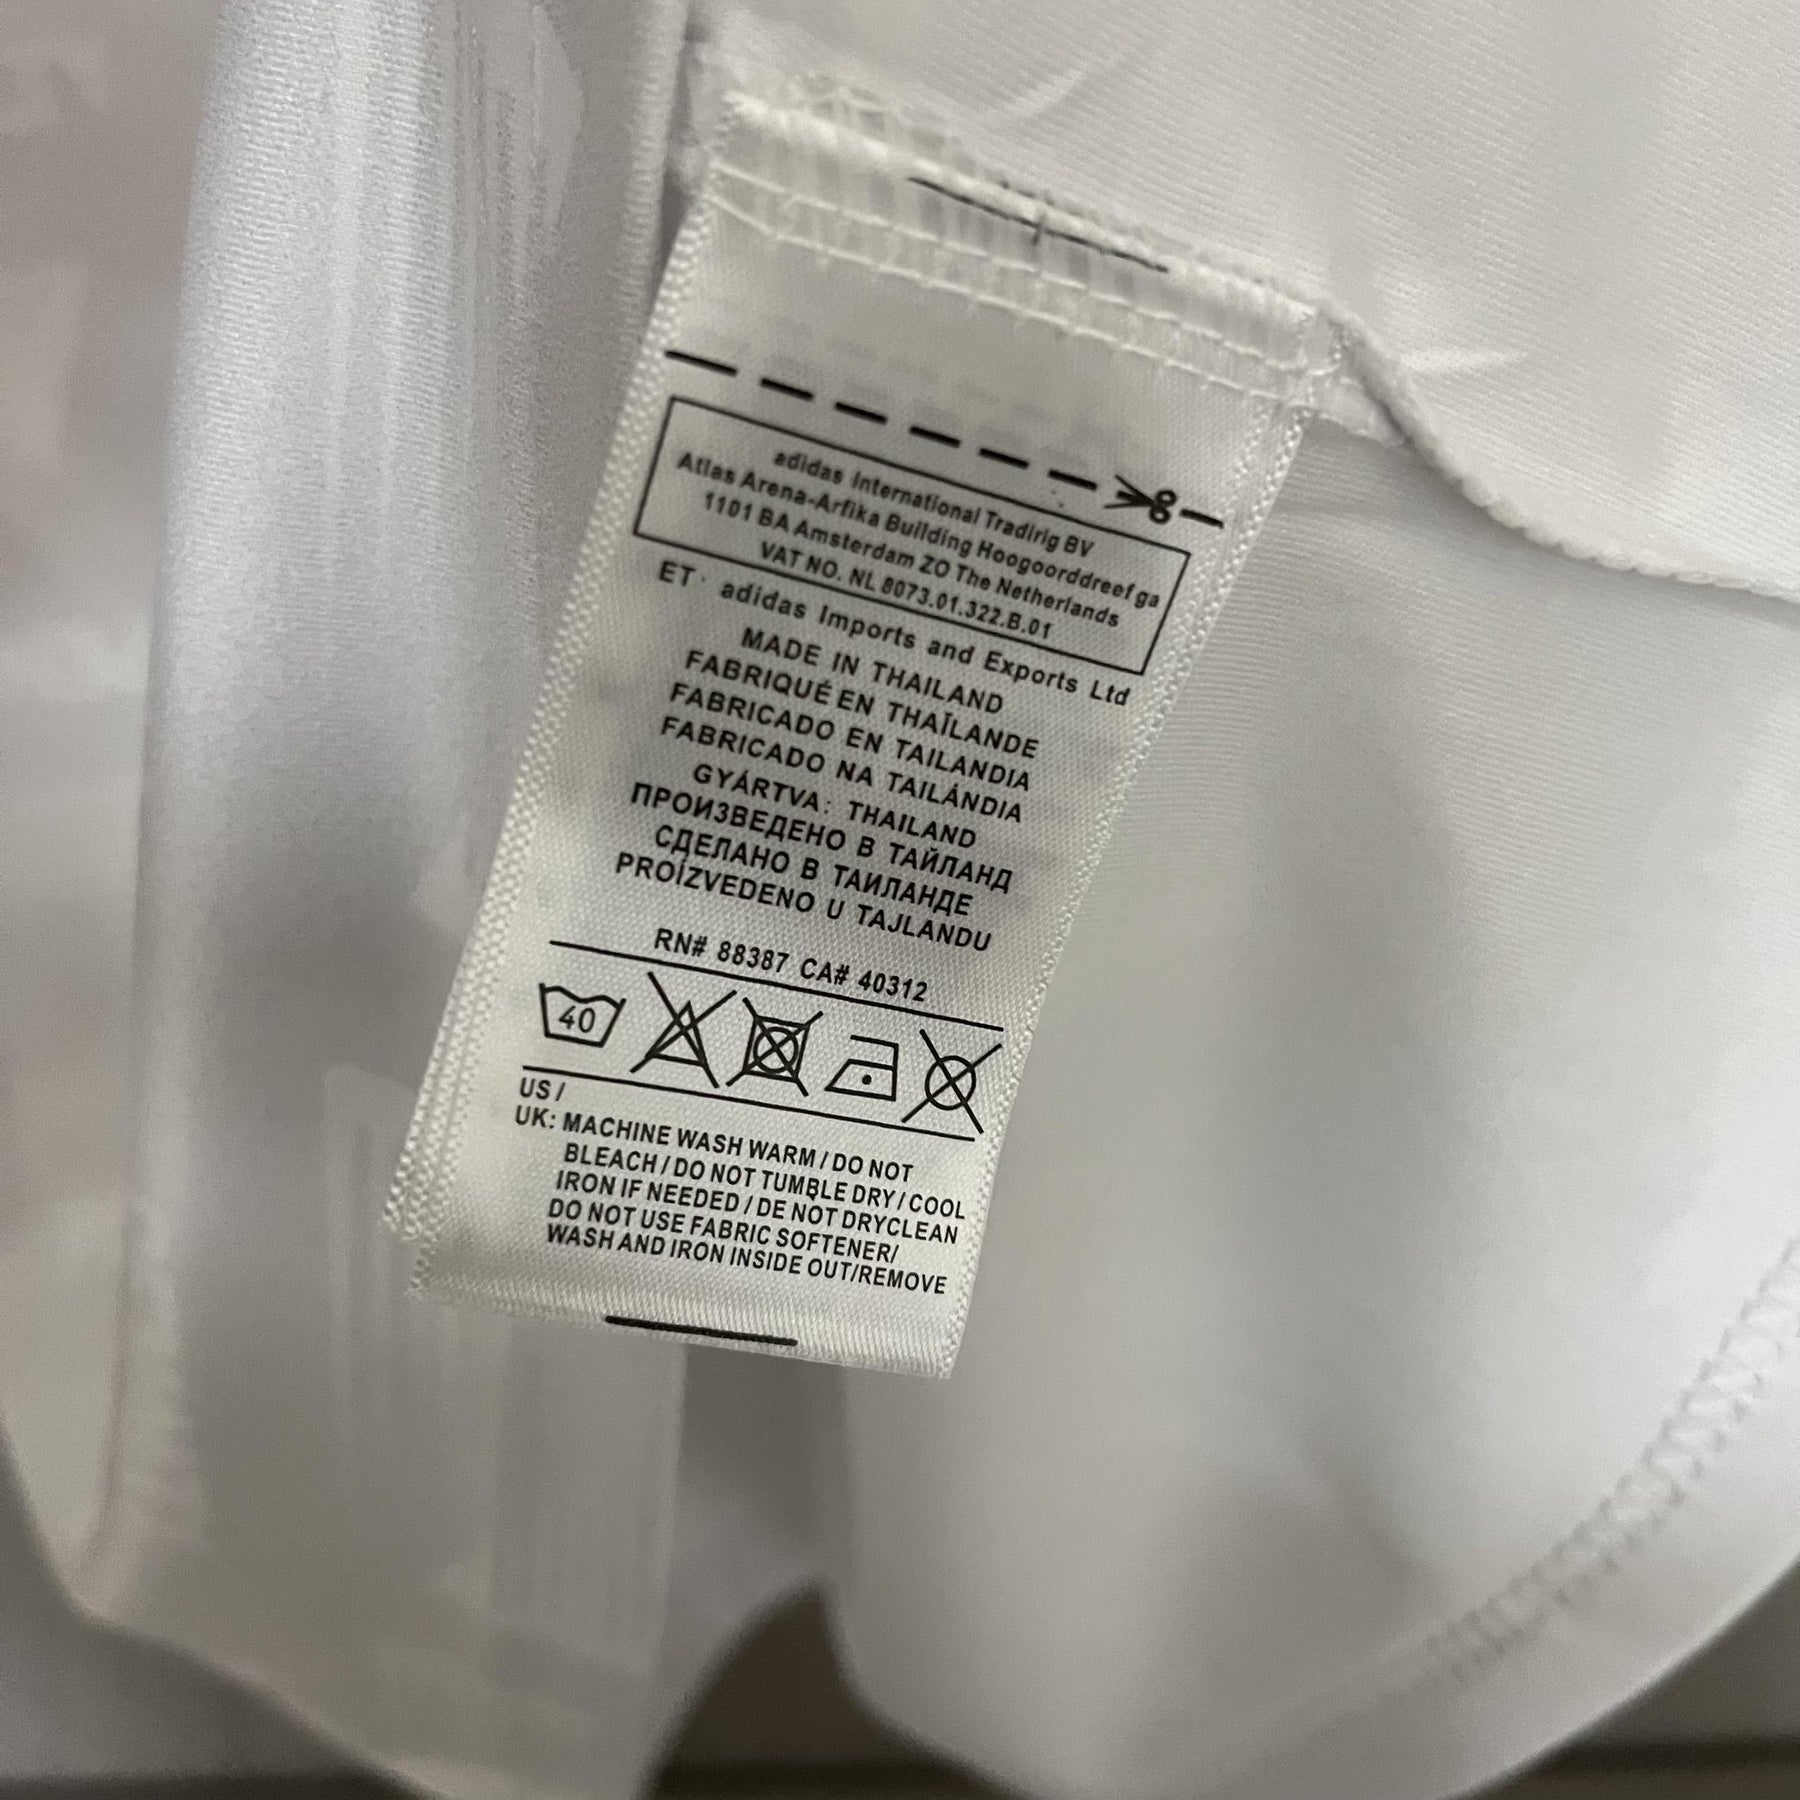 adidas International Tradirig BV
Atlas Arena-Arfika Building Hoogoorddreef ga
1101 BA Amsterdam ZO The Netherlands
VAT NO. NL 8073.01.322.B.01
ET· adidas Imports and Exports Ltd
MADE IN THAILAND
FABRIQUÉ EN THAÏLANDE
FABRICADO EN TAILANDIA
FABRICADO NA TAILÁNDIA
GYÁRTVA: THAILAND
ПРОИЗВЕДЕНО В ТАЙЛАНД
СДЕЛАНО В ТАИЛАНДЕ
PROÍZVEDENO U TAJLANDU
RN# 88387 CA# 40312
40
US /
UK: MACHINE WASH WARM / DO NOT
BLEACH / DO NOT TUMBLE DRY / COOL
IRON IF NEEDED / DE NOT DRYCLEAN
DO NOT USE FABRIC SOFTENER/
WASH AND IRON INSIDE OUT/REMOVE